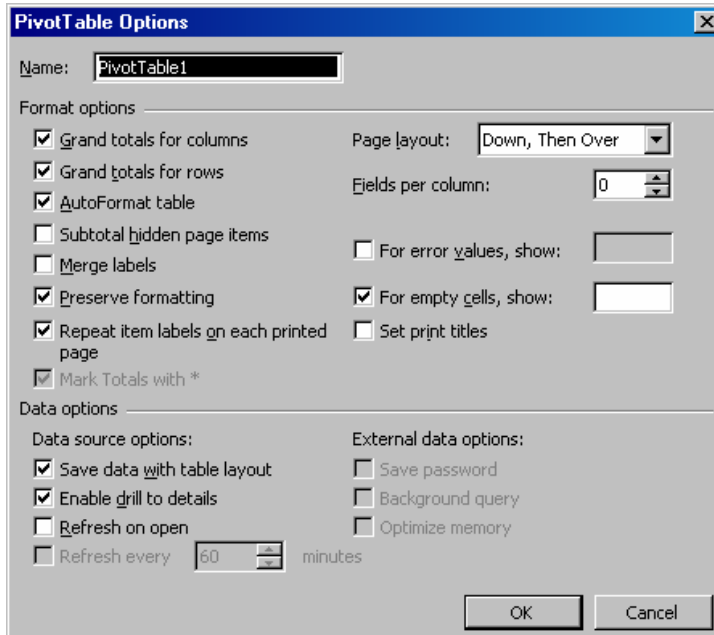 PivotTable Options
Name: PivotTable1
Format options
Grand totals for columns
Grand totals for rows
AutoFormat table
Subtotal hidden page items
Merge labels
Preserve formatting
Repeat item labels on each printed
page
Mark Totals with *
Page layout: Down, Then Over
Fields per column: 0
For error values, show:
For empty cells, show:
Set print titles
Data options
Data source options:
Save data with table layout
Enable drill to details
Refresh on open
Refresh every 60 minutes
External data options:
Save password
Background query
Optimize memory
OK
Cancel